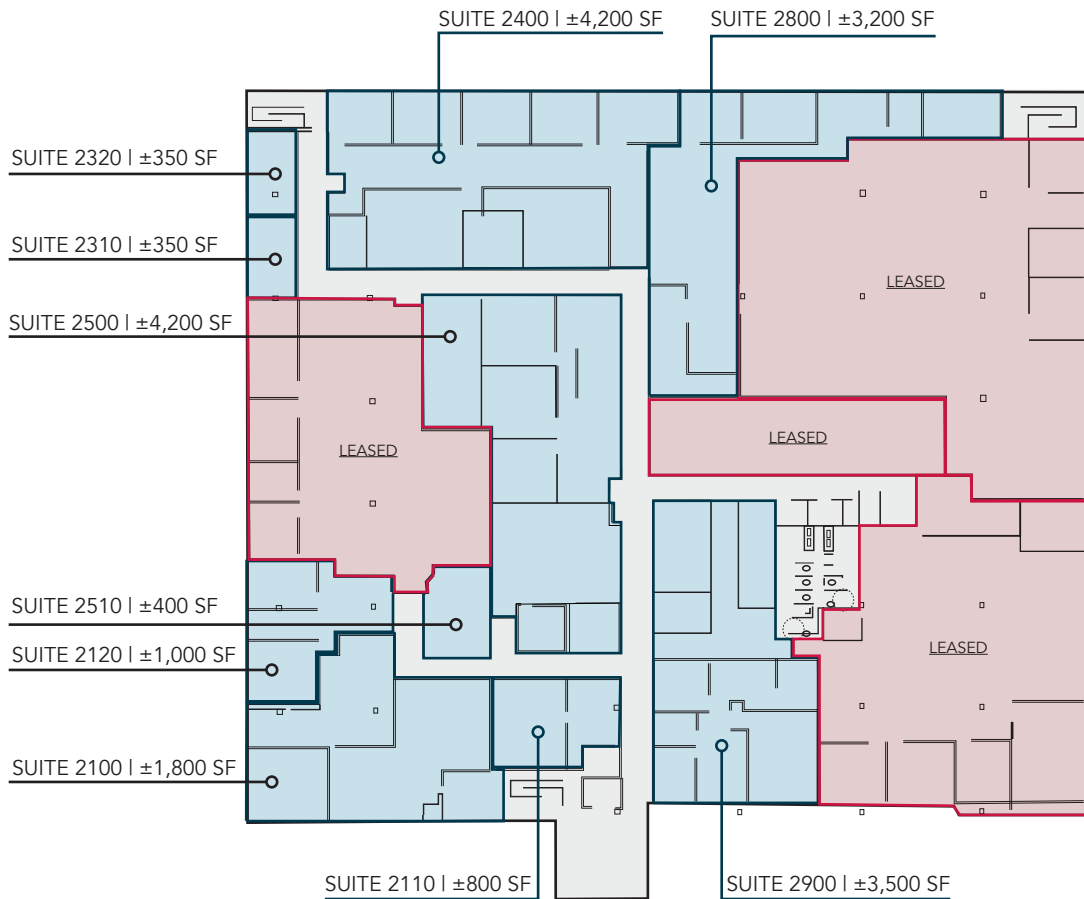 SUITE 2400 | ±4,200 SF
SUITE 2800 | ±3,200 SF
SUITE 2320 | ±350 SF
SUITE 2310 | ±350 SF
LEASED
SUITE 2500 | ±4,200 SF
LEASED
LEASED
SUITE 2510 | ±400 SF
SUITE 2120 | ±1,000 SF
LEASED
SUITE 2100 | ±1,800 SF
SUITE 2110 | ±800 SF
SUITE 2900 | ±3,500 SF